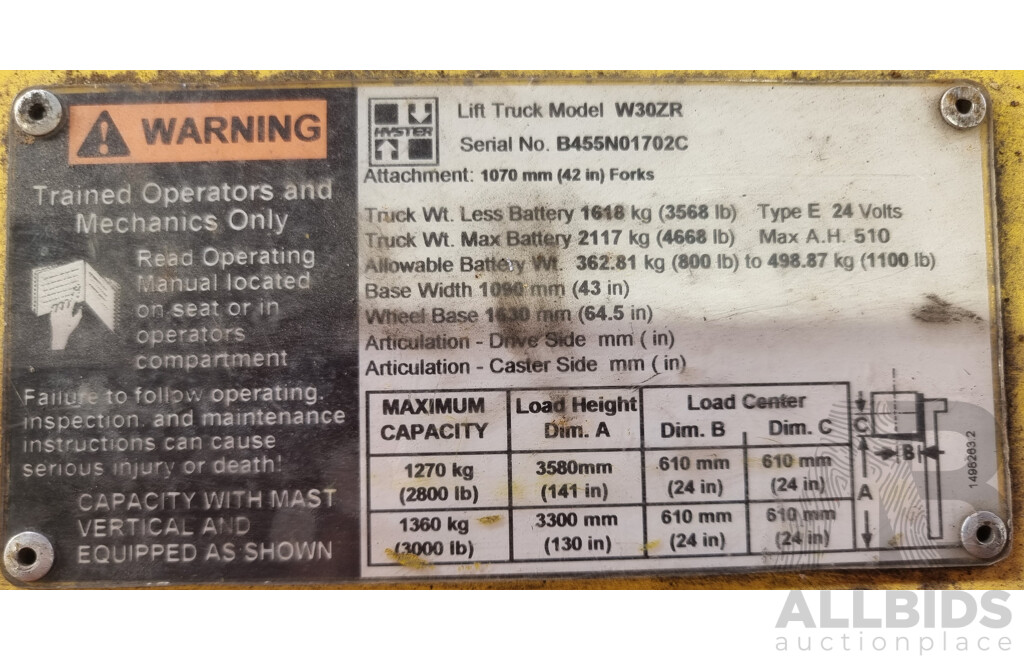 WARNING
Trained Operators and
Mechanics Only
Read Operating
Manual located
on seat or in
operators
compartment
Failure to follow operating,
inspection, and maintenance
instructions can cause
serious injury or death!
CAPACITY WITH MAST
VERTICAL AND
EQUIPPED AS SHOWN
HYSTER
Lift Truck Model W30ZR
Serial No. B455N01702C
Attachment: 1070 mm (42 in) Forks
Truck Wt. Less Battery 1618 kg (3568 lb) Type E 24 Volts
Truck Wt. Max Battery 2117 kg (4668 lb) Max A.H. 510
Allowable Battery Wt. 362.81 kg (800 lb) to 498.87 kg (1100 lb)
Base Width 1090 mm (43 in)
Wheel Base 1630 mm (64.5 in)
Articulation - Drive Side mm ( in)
Articulation - Caster Side mm ( in)
MAXIMUM CAPACITY Load Height Dim. A Load Center Dim. B Dim. C
1270 kg 3580mm 610 mm 610 mm
(2800 lb) (141 in) (24 in) (24 in)
1360 kg 3300 mm 610 mm 610 mm
(3000 lb) (130 in) (24 in) (24 in)
C
B
A
1496263.2
ALLBIDS
auctionplace